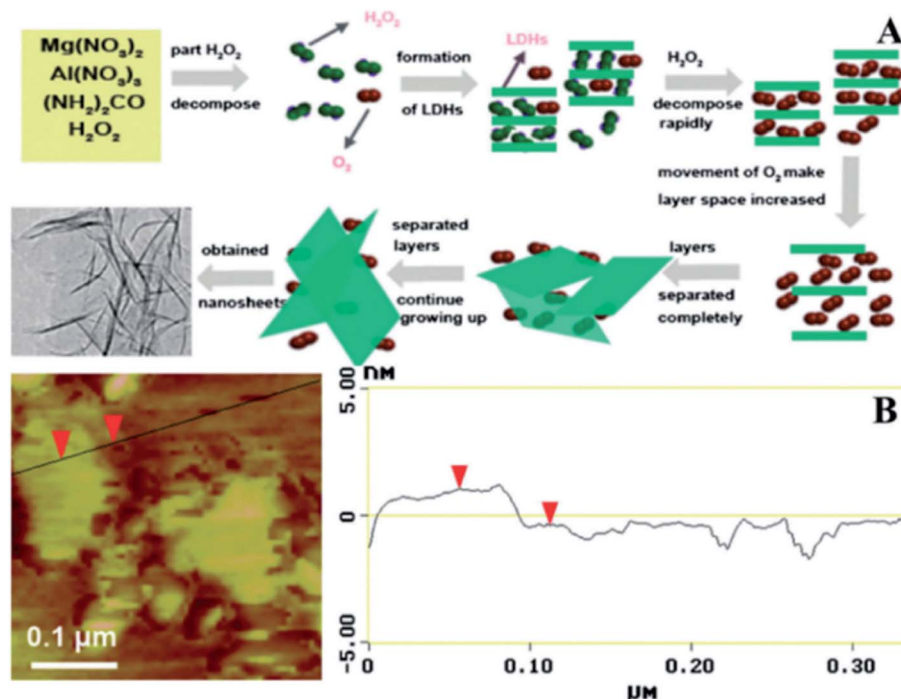 A
Mg(NO₃)₂
Al(NO₃)₃
(NH₂)₂CO
H₂O₂
part H₂O₂
decompose
H₂O₂
O₂
formation
of LDHs
LDHs
H₂O₂
decompose
rapidly
movement of O₂ make
layer space increased
layers
separated
completely
separated
layers
continue
growing up
obtained
nanosheets
0.1 µm
B
nM
5.00
0
-5.00
0
0.10
0.20
0.30
µM